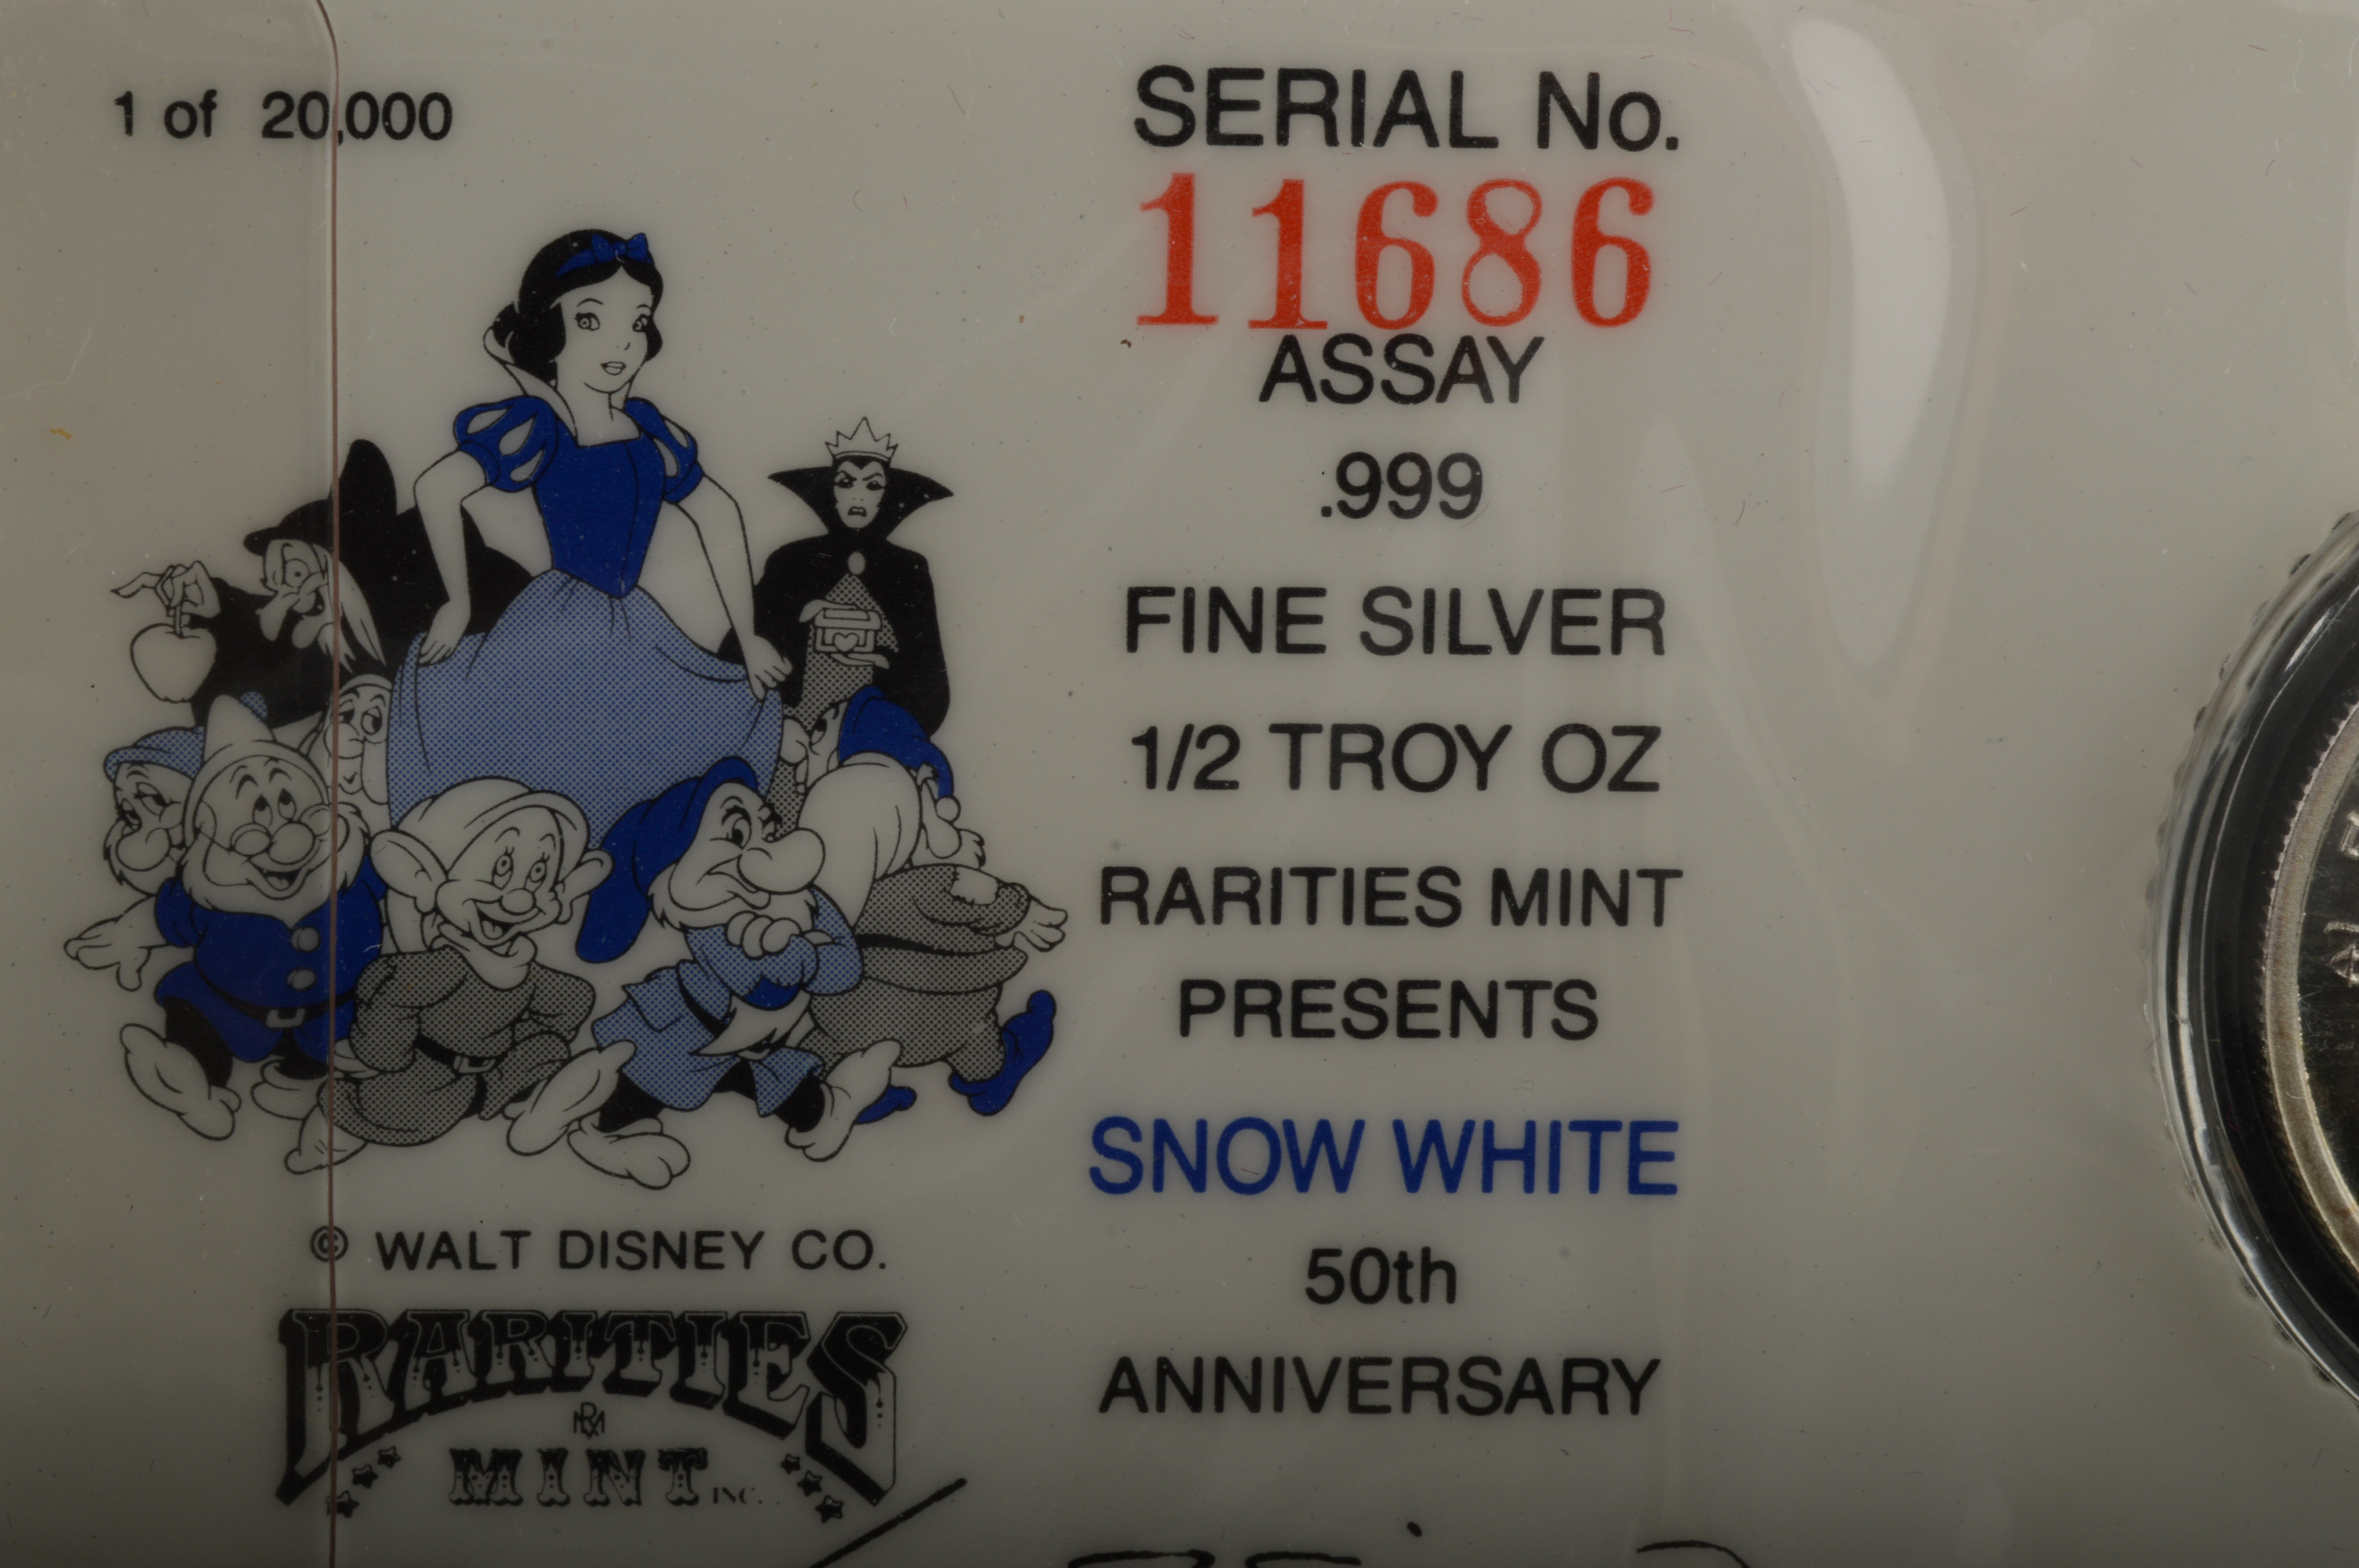 1 of 20,000
© WALT DISNEY CO.
RARITIES
RM
MINT INC.
SERIAL No.
11686
ASSAY
.999
FINE SILVER
1/2 TROY OZ
RARITIES MINT
PRESENTS
SNOW WHITE
50th
ANNIVERSARY